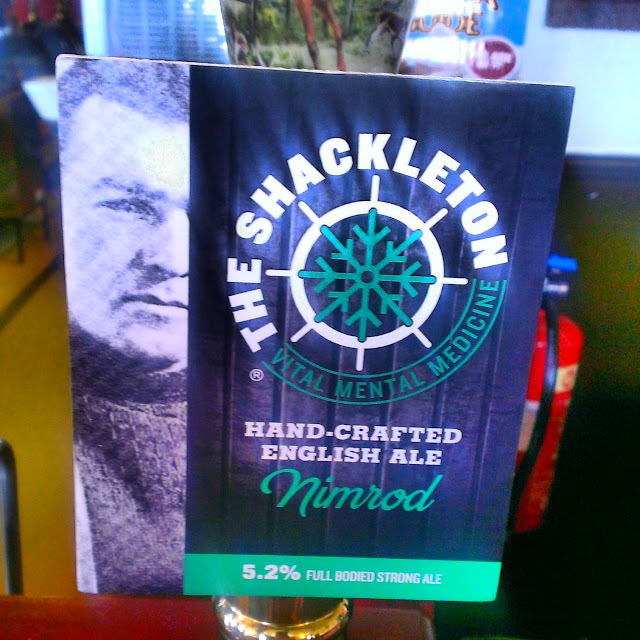 THE SHACKLETON
VITAL MENTAL MEDICINE
®
HAND-CRAFTED
ENGLISH ALE
Nimrod
5.2% FULL BODIED STRONG ALE